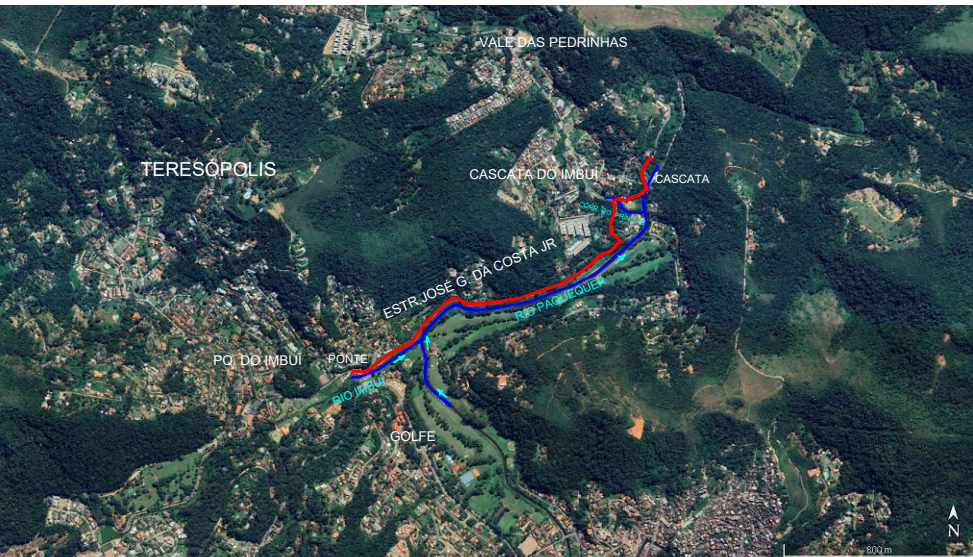 VALE DAS PEDRINHAS
TERESÓPOLIS
CASCATA DO IMBUÍ
CASCATA
ESTR.JOSÉ G. DA COSTA JR
RIO PAQUEQUER
PQ. DO IMBUÍ
PONTE
RIO IMBUÍ
GOLFE
N
800 m